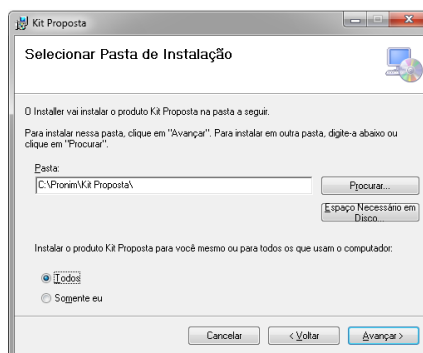 Kit Proposta
Selecionar Pasta de Instalação
O Installer vai instalar o produto Kit Proposta na pasta a seguir.
Para instalar nessa pasta, clique em "Avançar". Para instalar em outra pasta, digite-a abaixo ou
clique em "Procurar".
Pasta:
C:\Pronim\Kit Proposta\
Procurar...
Espaço Necessário em
Disco...
Instalar o produto Kit Proposta para você mesmo ou para todos os que usam o computador:
Todos
Somente eu
Cancelar
< Voltar
Avançar >